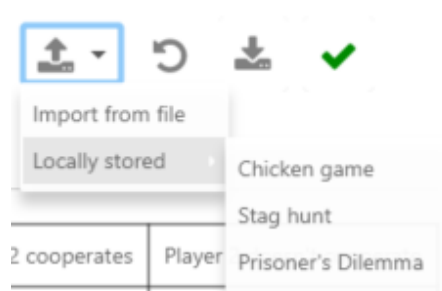 Import from file
Locally stored
Chicken game
Stag hunt
2 cooperates
Player
Prisoner's Dilemma